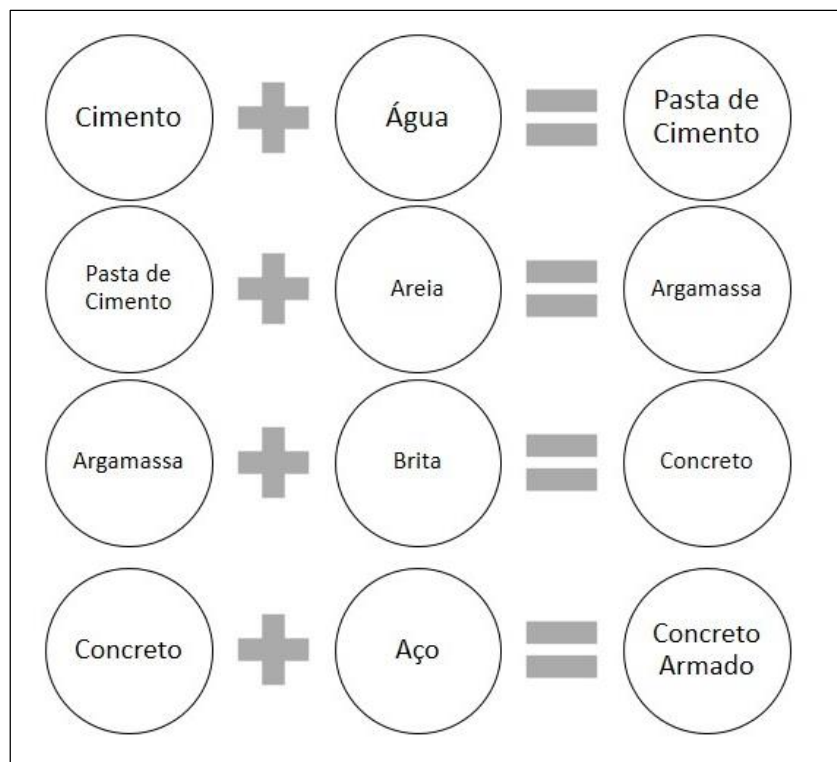 Cimento
Água
Pasta de
Cimento
Pasta de
Cimento
Areia
Argamassa
Argamassa
Brita
Concreto
Concreto
Aço
Concreto
Armado